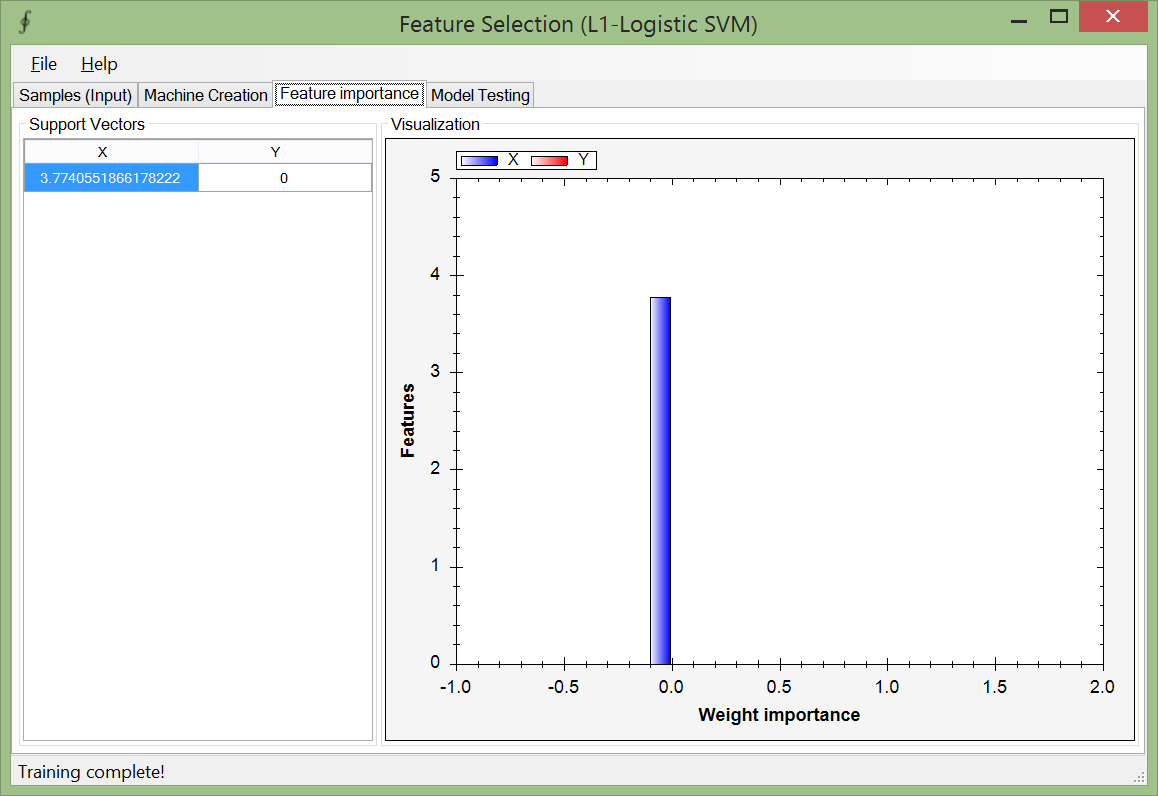 Feature Selection (L1-Logistic SVM)
File Help
Samples (Input) Machine Creation Feature importance Model Testing
Support Vectors
X Y
3.7740551866178222 0
Visualization
X Y
5
4
3
2
1
0
Features
-1.0 -0.5 0.0 0.5 1.0 1.5 2.0
Weight importance
Training complete!